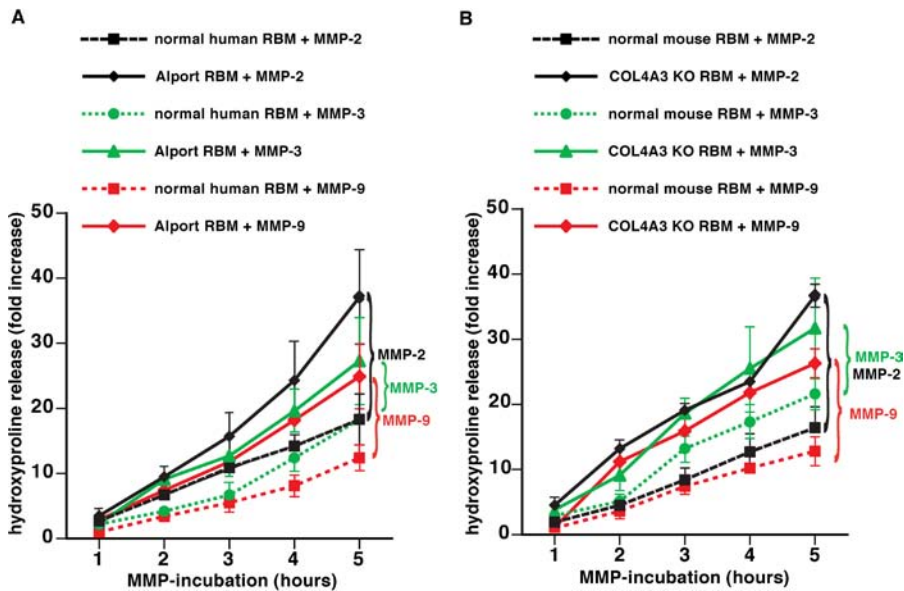 A
normal human RBM + MMP-2
Alport RBM + MMP-2
normal human RBM + MMP-3
Alport RBM + MMP-3
normal human RBM + MMP-9
Alport RBM + MMP-9
hydroxyproline release (fold increase)
50
40
30
20
10
0
MMP-2
MMP-3
MMP-9
1 2 3 4 5
MMP-incubation (hours)
B
normal mouse RBM + MMP-2
COL4A3 KO RBM + MMP-2
normal mouse RBM + MMP-3
COL4A3 KO RBM + MMP-3
normal mouse RBM + MMP-9
COL4A3 KO RBM + MMP-9
hydroxyproline release (fold increase)
50
40
30
20
10
0
MMP-3
MMP-2
MMP-9
1 2 3 4 5
MMP-incubation (hours)